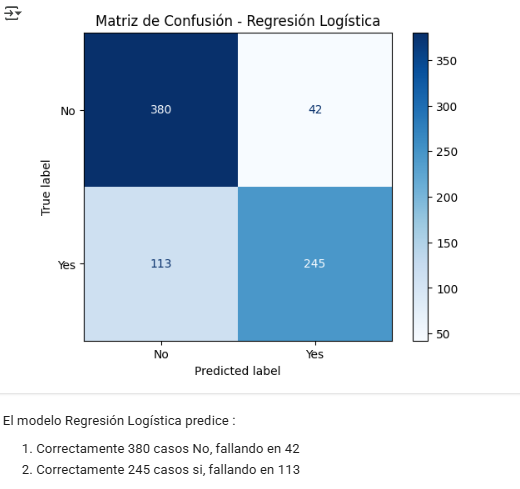 Matriz de Confusión - Regresión Logística
380
42
113
245
No
Yes
True label
No
Yes
Predicted label
350
300
250
200
150
100
50
El modelo Regresión Logística predice :
1. Correctamente 380 casos No, fallando en 42
2. Correctamente 245 casos si, fallando en 113